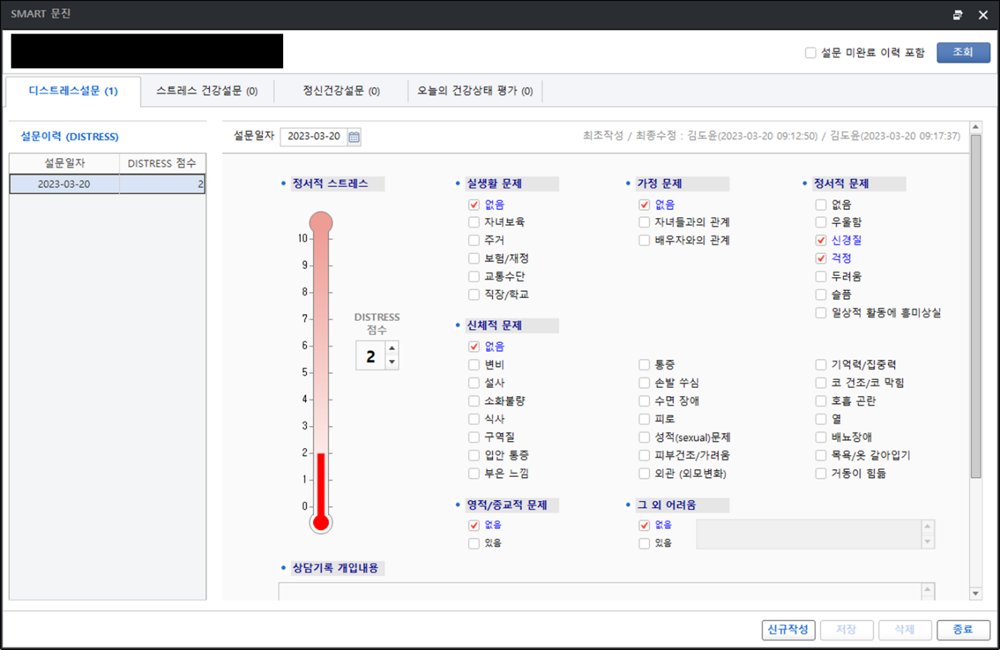 SMART 문진
설문 미완료 이력 포함 조회
디스트레스설문 (1) 스트레스 건강설문 (0) 정신건강설문 (0) 오늘의 건강상태 평가 (0)
설문이력 (DISTRESS)
설문일자 DISTRESS 점수
2023-03-20 2
설문일자 2023-03-20 최초작성 / 최종수정 : 김도윤(2023-03-20 09:12:50) / 김도윤(2023-03-20 09:17:37)
정서적 스트레스
10
9
8
7
6
5
4
3
2
1
0
DISTRESS
점수
2
실생활 문제
없음
자녀보육
주거
보험/재정
교통수단
직장/학교
가정 문제
없음
자녀들과의 관계
배우자와의 관계
정서적 문제
없음
우울함
신경질
걱정
두려움
슬픔
일상적 활동에 흥미상실
신체적 문제
없음
변비
설사
소화불량
식사
구역질
입안 통증
부은 느낌
통증
손발 쑤심
수면 장애
피로
성적(sexual)문제
피부건조/가려움
외관 (외모변화)
기억력/집중력
코 건조/코 막힘
호흡 곤란
열
배뇨장애
목욕/옷 갈아입기
거동이 힘듦
영적/종교적 문제
없음
있음
그 외 어려움
없음
있음
상담기록 개입내용
신규작성 저장 삭제 종료